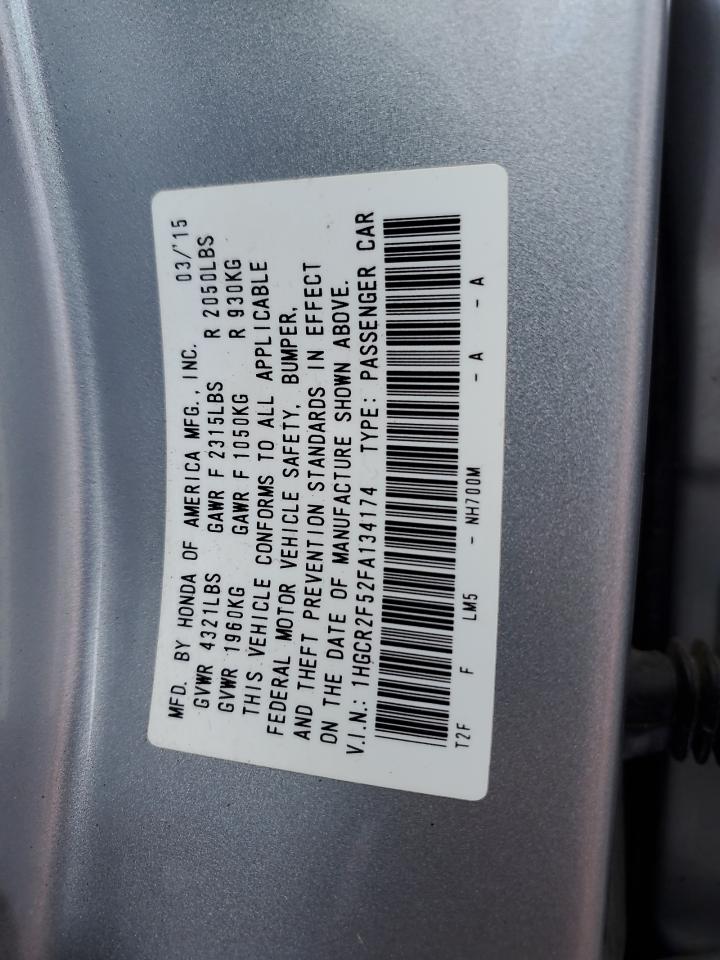 MFD. BY HONDA OF AMERICA MFG., INC. 03/'15
GVWR 4321LBS GAWR F 2315LBS R 2050LBS
GVWR 1960KG GAWR F 1050KG R 930KG
THIS VEHICLE CONFORMS TO ALL APPLICABLE
FEDERAL MOTOR VEHICLE SAFETY, BUMPER,
AND THEFT PREVENTION STANDARDS IN EFFECT
ON THE DATE OF MANUFACTURE SHOWN ABOVE.
V.I.N.: 1HGCR2F52FA134174 TYPE: PASSENGER CAR
T2F F LM5 - NH700M - A - A